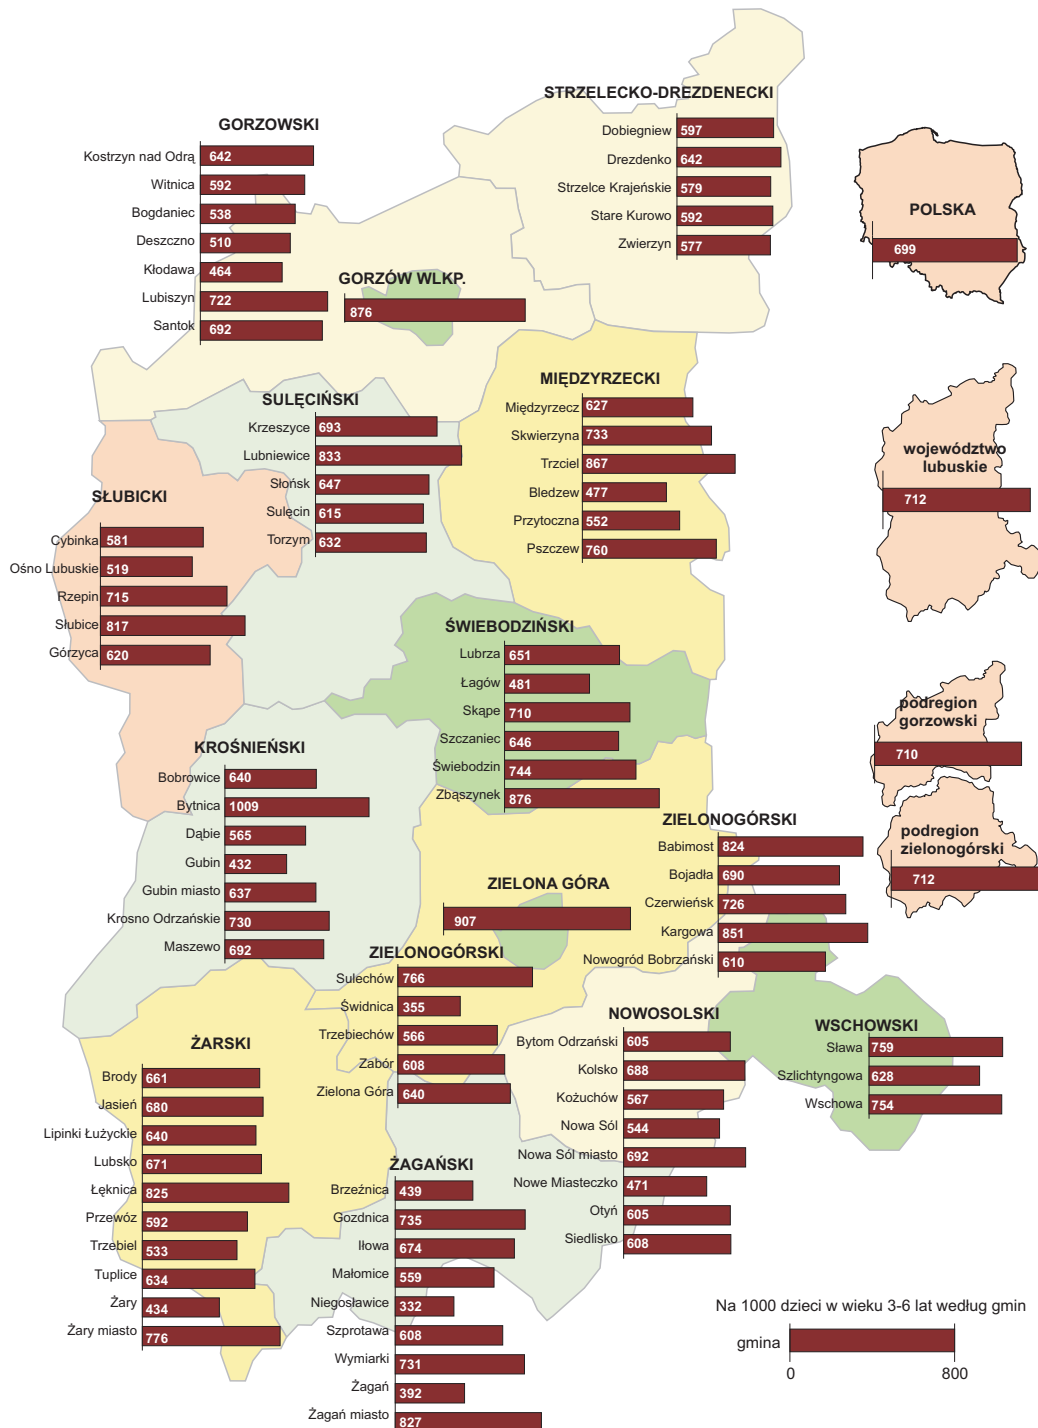 STRZELECKO-DREZDENECKI
Dobiegniew 597
Drezdenko 642
Strzelce Krajeńskie 579
Stare Kurowo 592
Zwierzyn 577
GORZOWSKI
Kostrzyn nad Odrą 642
Witnica 592
Bogdaniec 538
Deszczno 510
Kłodawa 464
Lubiszyn 722
Santok 692
POLSKA
699
GORZÓW WLKP.
876
MIĘDZYRZECKI
Międzyrzecz 627
Skwierzyna 733
Trzciel 867
Bledzew 477
Przytoczna 552
Pszczew 760
SULĘCIŃSKI
Krzeszyce 693
Lubniewice 833
Słońsk 647
Sulęcin 615
Torzym 632
województwo
lubuskie
712
SŁUBICKI
Cybinka 581
Ośno Lubuskie 519
Rzepin 715
Słubice 817
Górzyca 620
ŚWIEBODZIŃSKI
Lubrza 651
Łagów 481
Skąpe 710
Szczaniec 646
Świebodzin 744
Zbąszynek 876
podregion
gorzowski
710
KROŚNIEŃSKI
Bobrowice 640
Bytnica 1009
Dąbie 565
Gubin 432
Gubin miasto 637
Krosno Odrzańskie 730
Maszewo 692
ZIELONOGÓRSKI
Babimost 824
Bojadła 690
Czerwieńsk 726
Kargowa 851
Nowogród Bobrzański 610
podregion
zielonogórski
712
ZIELONA GÓRA
907
ZIELONOGÓRSKI
Sulechów 766
Świdnica 355
Trzebiechów 566
Zabór 608
Zielona Góra 640
NOWOSOLSKI
Bytom Odrzański 605
Kolsko 688
Kożuchów 567
Nowa Sól 544
Nowa Sól miasto 692
Nowe Miasteczko 471
Otyń 605
Siedlisko 608
WSCHOWSKI
Sława 759
Szlichtyngowa 628
Wschowa 754
ŻARSKI
Brody 661
Jasień 680
Lipinki Łużyckie 640
Lubsko 671
Łęknica 825
Przewóz 592
Trzebiel 533
Tuplice 634
Żary 434
Żary miasto 776
ŻAGAŃSKI
Brzeźnica 439
Gozdnica 735
Iłowa 674
Małomice 559
Niegosławice 332
Szprotawa 608
Wymiarki 731
Żagań 392
Żagań miasto 827
Na 1000 dzieci w wieku 3-6 lat według gmin
gmina
0 800